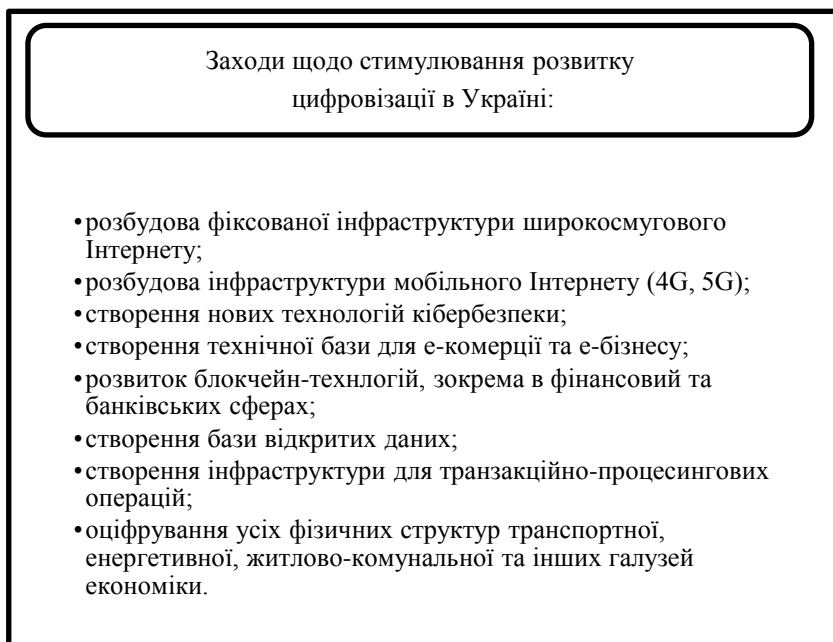 Заходи щодо стимулювання розвитку
цифровізації в Україні:
•розбудова фіксованої інфраструктури широкосмугового
Інтернету;
•розбудова інфраструктури мобільного Інтернету (4G, 5G);
•створення нових технологій кібербезпеки;
•створення технічної бази для е-комерції та е-бізнесу;
•розвиток блокчейн-технлогій, зокрема в фінансовий та
банківських сферах;
•створення бази відкритих даних;
•створення інфраструктури для транзакційно-процесингових
операцій;
•оціфрування усіх фізичних структур транспортної,
енергетивної, житлово-комунальної та інших галузей
економіки.